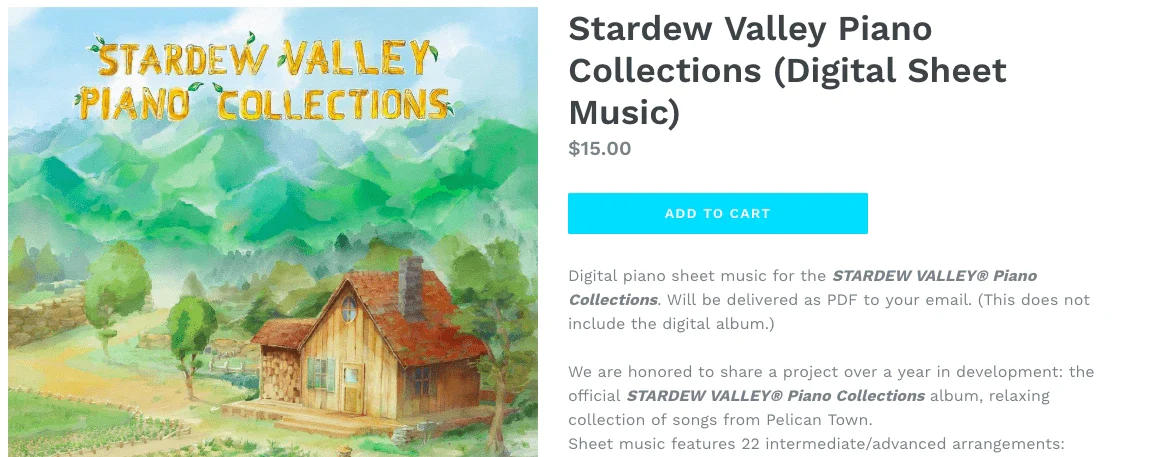 STARDEW VALLEY
PIANO COLLECTIONS
Stardew Valley Piano
Collections (Digital Sheet
Music)
$15.00
ADD TO CART
Digital piano sheet music for the STARDEW VALLEY® Piano
Collections. Will be delivered as PDF to your email. (This does not
include the digital album.)
We are honored to share a project over a year in development: the
official STARDEW VALLEY® Piano Collections album, relaxing
collection of songs from Pelican Town.
Sheet music features 22 intermediate/advanced arrangements: